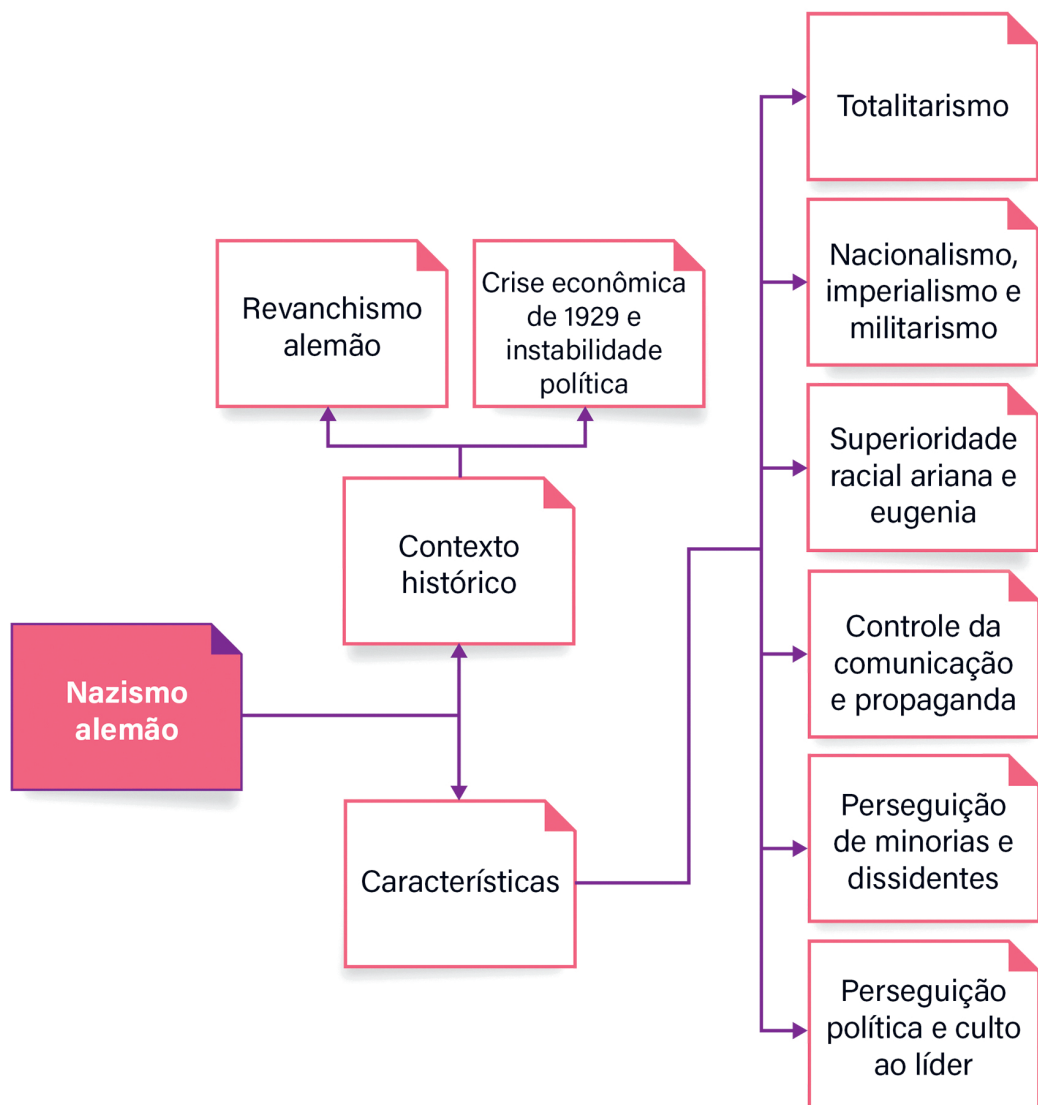 Nazismo
alemão
Contexto
histórico
Revanchismo
alemão
Crise econômica
de 1929 e
instabilidade
política
Características
Totalitarismo
Nacionalismo,
imperialismo e
militarismo
Superioridade
racial ariana e
eugenia
Controle da
comunicação
e propaganda
Perseguição
de minorias e
dissidentes
Perseguição
política e culto
ao líder